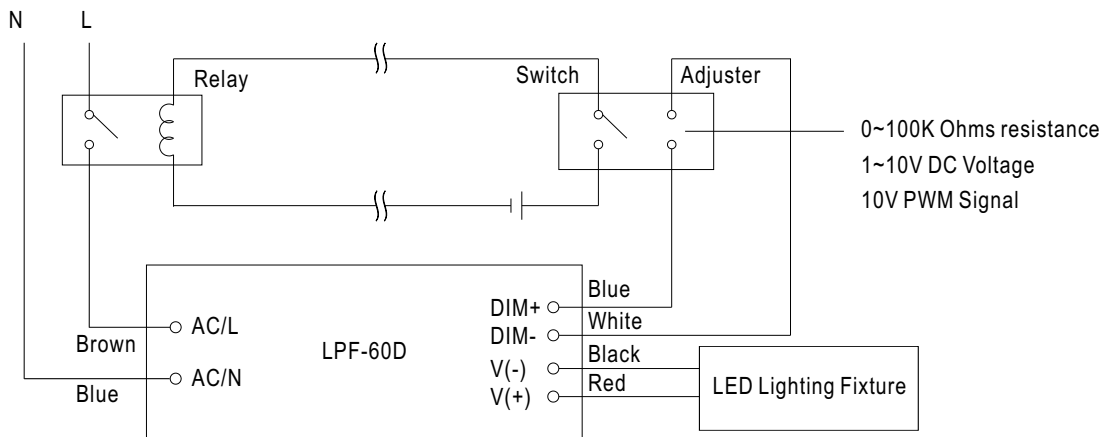 N L
Relay
Switch
Adjuster
0~100K Ohms resistance
1~10V DC Voltage
10V PWM Signal
Brown
Blue
AC/L
AC/N
LPF-60D
DIM+
DIM-
V(-)
V(+)
Blue
White
Black
Red
LED Lighting Fixture